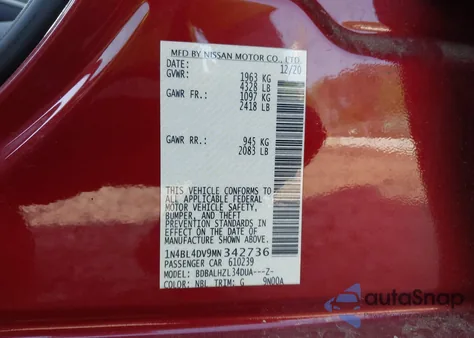 MFD BY NISSAN MOTOR CO., LTD.
DATE: 12/20
GVWR: 1963 KG
4328 LB
GAWR FR.: 1097 KG
2418 LB
GAWR RR.: 945 KG
2083 LB
THIS VEHICLE CONFORMS TO
ALL APPLICABLE FEDERAL
MOTOR VEHICLE SAFETY,
BUMPER, AND THEFT
PREVENTION STANDARDS IN
EFFECT ON THE DATE OF
MANUFACTURE SHOWN ABOVE.
1N4BL4DV9MN 342736
PASSENGER CAR 610239
MODEL: BDBALHZL34DUA---Z-
COLOR: NBL TRIM: G 9N00A
autoSnap